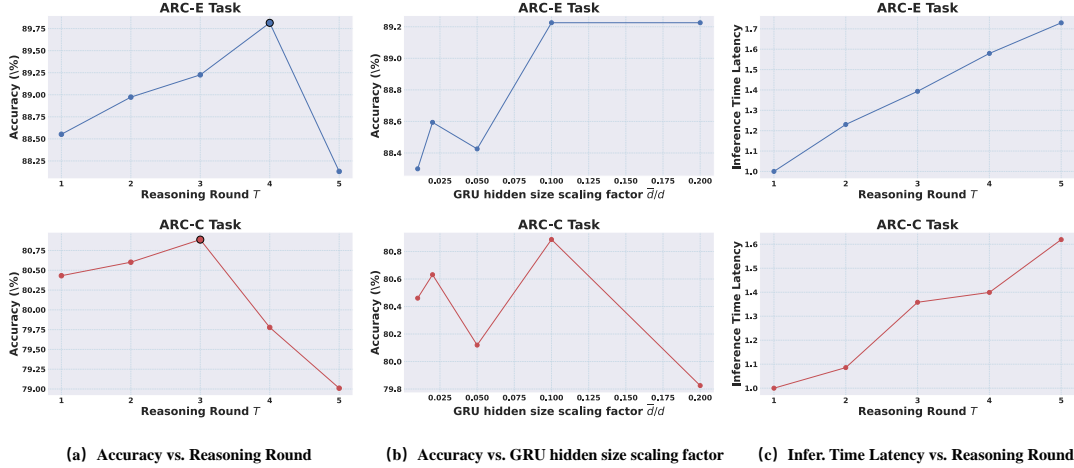 ARC-E Task
Accuracy (\%)
89.75
89.50
89.25
89.00
88.75
88.50
88.25
1 2 3 4 5
Reasoning Round T
ARC-E Task
Accuracy (\%)
89.2
89.0
88.8
88.6
88.4
0.025 0.050 0.075 0.100 0.125 0.150 0.175 0.200
GRU hidden size scaling factor d̅/d
ARC-E Task
Inference Time Latency
1.7
1.6
1.5
1.4
1.3
1.2
1.1
1.0
1 2 3 4 5
Reasoning Round T
ARC-C Task
Accuracy (\%)
80.75
80.50
80.25
80.00
79.75
79.50
79.25
79.00
1 2 3 4 5
Reasoning Round T
ARC-C Task
Accuracy (\%)
80.8
80.6
80.4
80.2
80.0
79.8
0.025 0.050 0.075 0.100 0.125 0.150 0.175 0.200
GRU hidden size scaling factor d̅/d
ARC-C Task
Inference Time Latency
1.6
1.5
1.4
1.3
1.2
1.1
1.0
1 2 3 4 5
Reasoning Round T
(a) Accuracy vs. Reasoning Round
(b) Accuracy vs. GRU hidden size scaling factor
(c) Infer. Time Latency vs. Reasoning Round